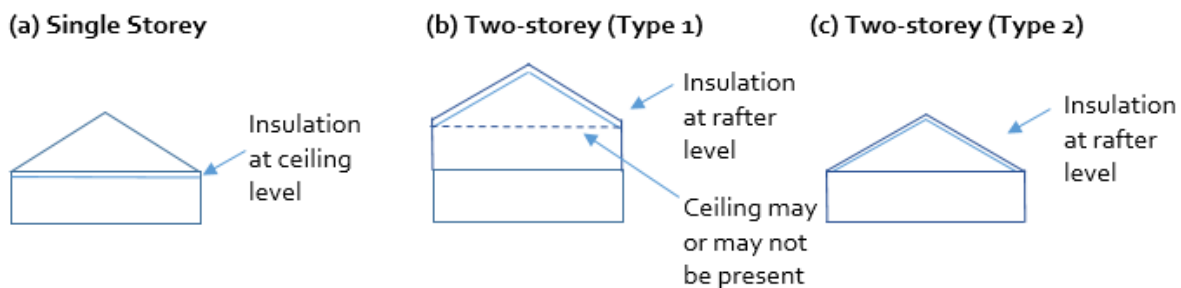 (a) Single Storey
(b) Two-storey (Type 1)
(c) Two-storey (Type 2)
Insulation
at ceiling
level
Insulation
at rafter
level
Ceiling may
or may not
be present
Insulation
at rafter
level